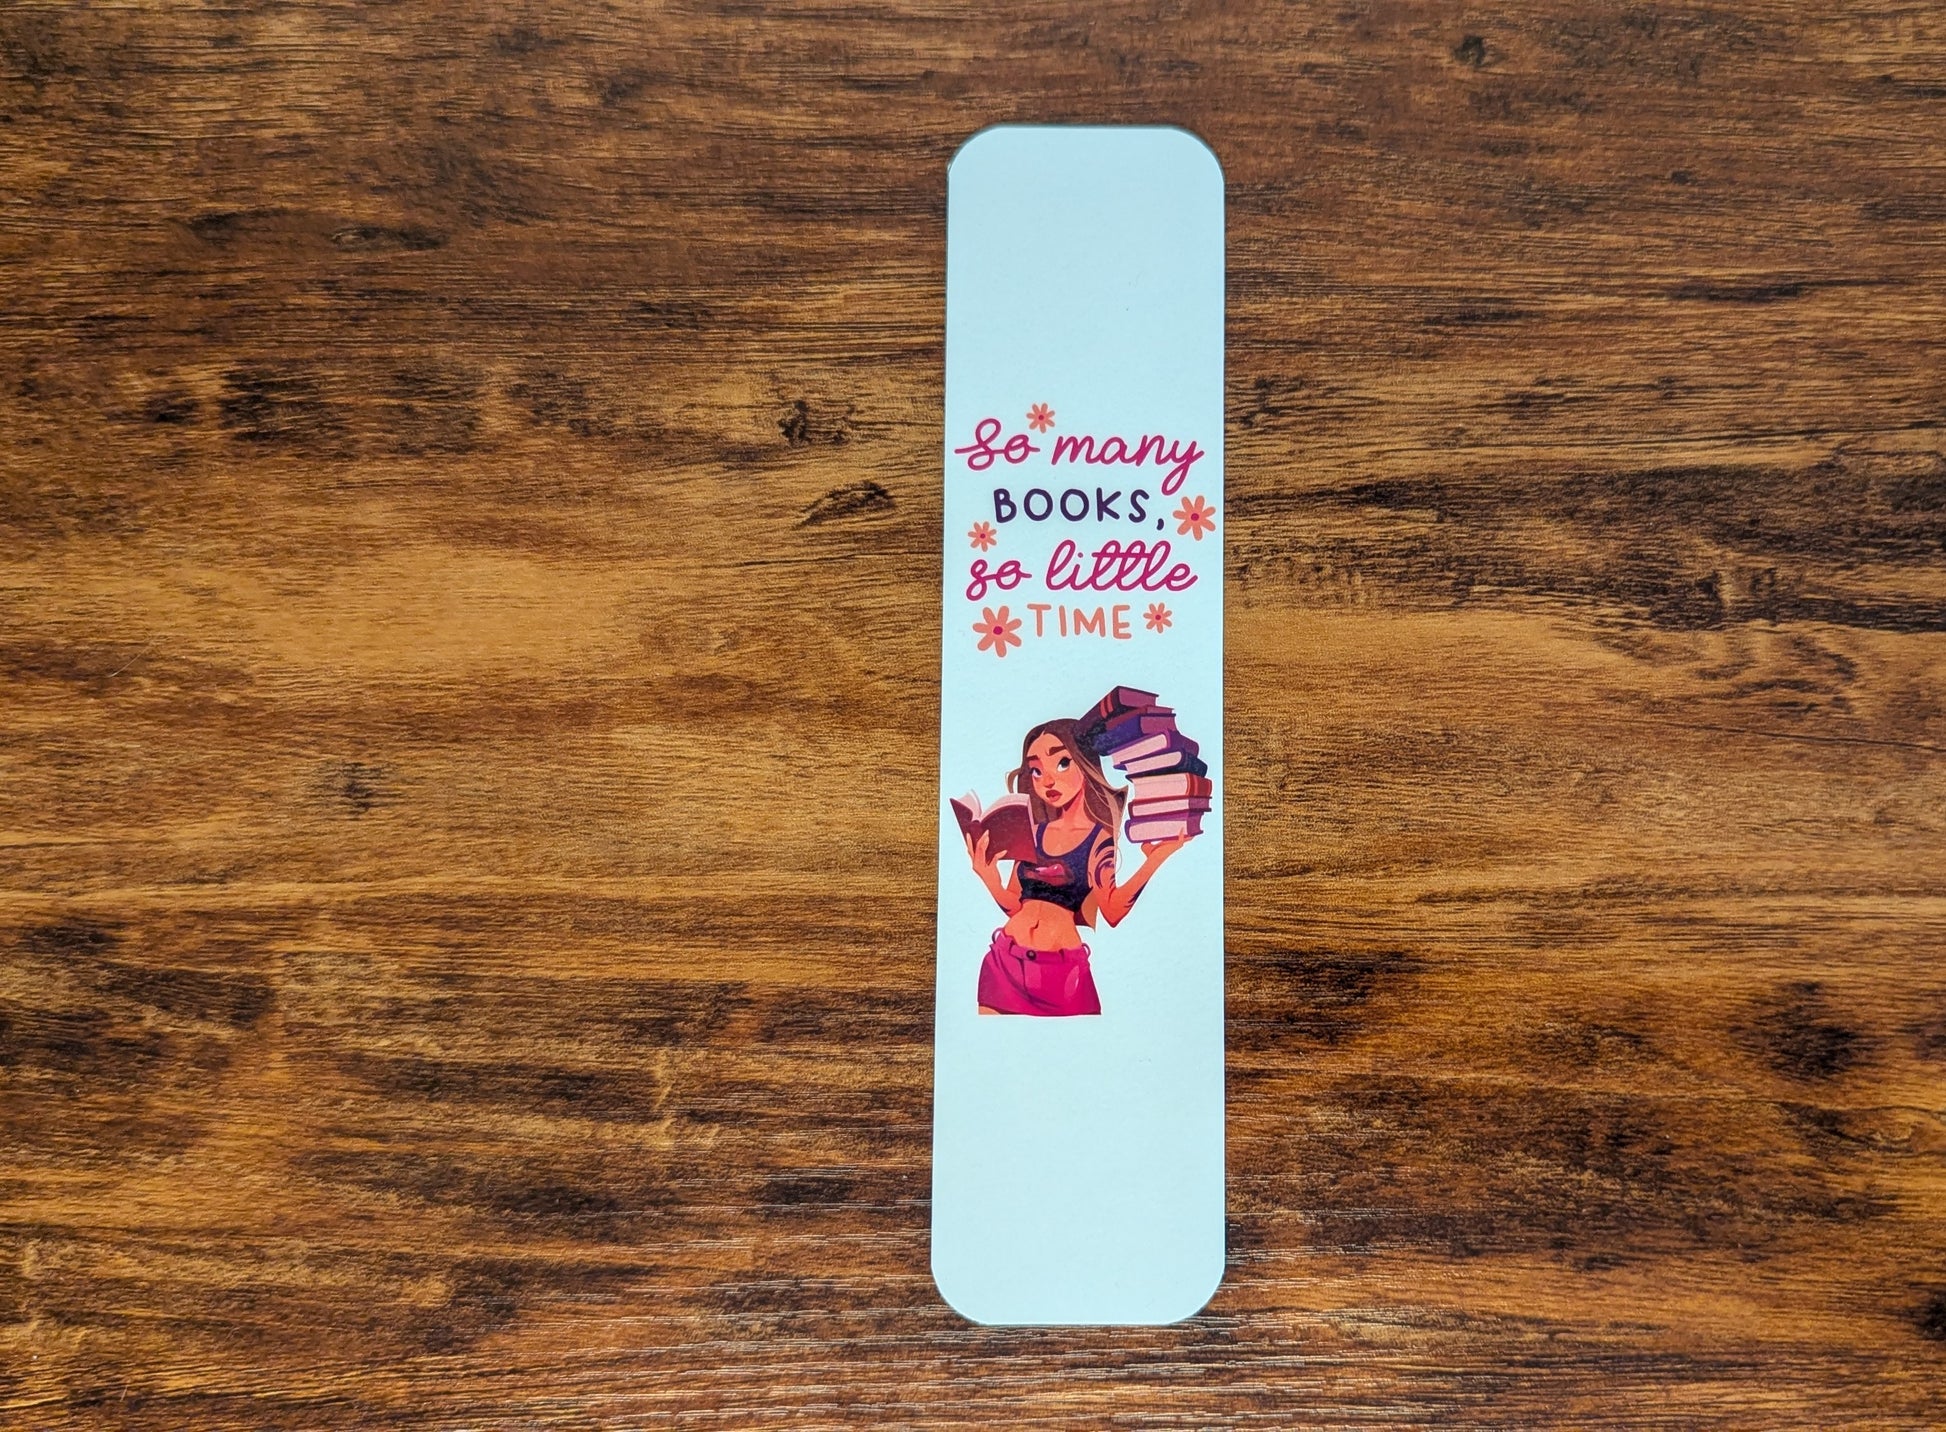 So many
BOOKS,
so little
TIME